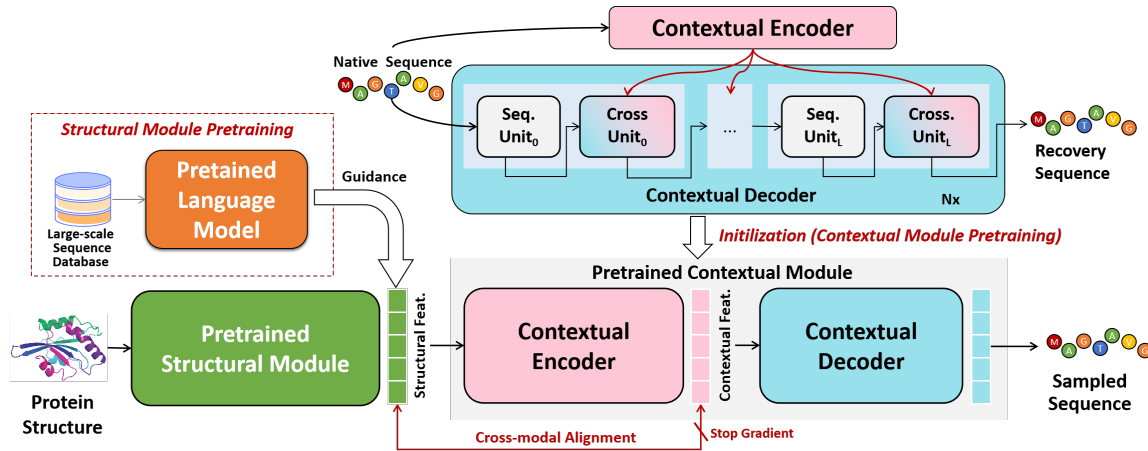 Contextual Encoder
Native Sequence
M A G T A V G
Seq.
Unit0
Cross
Unit0
...
Seq.
UnitL
Cross.
UnitL
Contextual Decoder
Nx
M A G T A V G
Recovery
Sequence
Structural Module Pretraining
Pretained
Language
Model
Large-scale
Sequence
Database
Guidance
Initilization (Contextual Module Pretraining)
Pretrained Contextual Module
Protein
Structure
Pretrained
Structural Module
Structural Feat.
Contextual
Encoder
Contextual Feat.
Contextual
Decoder
M A G T A V G
Sampled
Sequence
Cross-modal Alignment
Stop Gradient